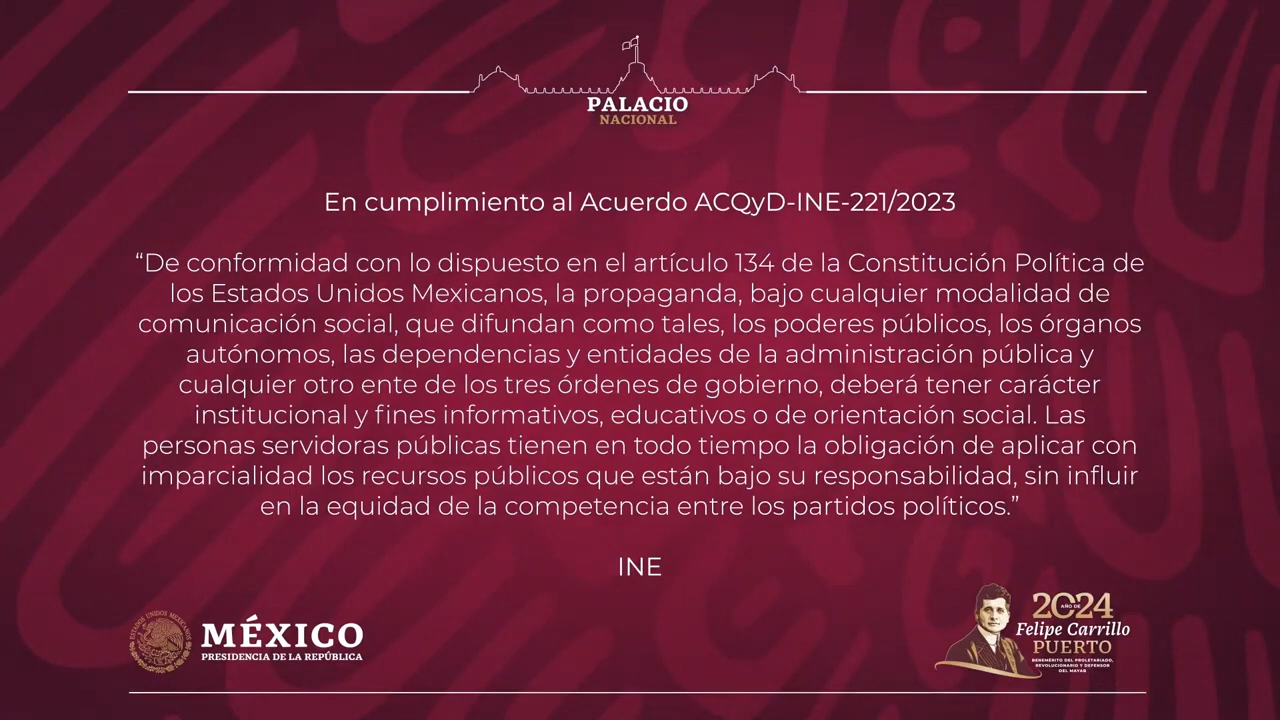 PALACIO
NACIONAL
En cumplimiento al Acuerdo ACQyD-INE-221/2023
“De conformidad con lo dispuesto en el artículo 134 de la Constitución Política de
los Estados Unidos Mexicanos, la propaganda, bajo cualquier modalidad de
comunicación social, que difundan como tales, los poderes públicos, los órganos
autónomos, las dependencias y entidades de la administración pública y
cualquier otro ente de los tres órdenes de gobierno, deberá tener carácter
institucional y fines informativos, educativos o de orientación social. Las
personas servidoras públicas tienen en todo tiempo la obligación de aplicar con
imparcialidad los recursos públicos que están bajo su responsabilidad, sin influir
en la equidad de la competencia entre los partidos políticos.”
INE
ESTADOS UNIDOS MEXICANOS
MÉXICO
PRESIDENCIA DE LA REPÚBLICA
2024
AÑO DE
Felipe Carrillo
PUERTO
BENEMÉRITO DEL PROLETARIADO,
REVOLUCIONARIO Y DEFENSOR
DEL MAYAB